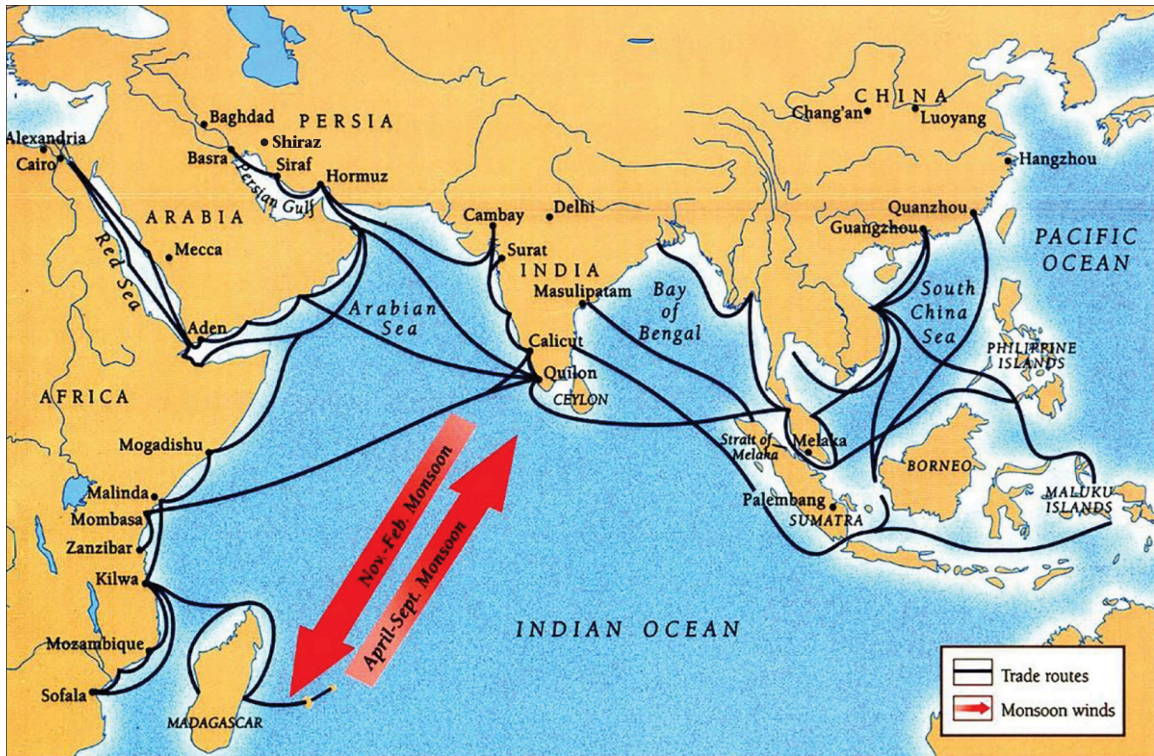 CHINA
Chang'an
Luoyang
Baghdad
PERSIA
Alexandria
Shiraz
Cairo
Basra
Siraf
Hangzhou
Hormuz
Persian Gulf
Delhi
Cambay
Quanzhou
ARABIA
Guangzhou
PACIFIC
OCEAN
Mecca
Surat
INDIA
Red Sea
Masulipatam
Bay
of
Bengal
South
China
Sea
Arabian
Sea
Aden
Calicut
PHILIPPINE
ISLANDS
Quilon
CEYLON
AFRICA
Mogadishu
Strait of
Melaka
Melaka
BORNEO
Nov.-Feb. Monsoon
April-Sept. Monsoon
Malinda
Mombasa
Palembang
SUMATRA
MALUKU
ISLANDS
Zanzibar
Kilwa
INDIAN OCEAN
Mozambique
Sofala
MADAGASCAR
Trade routes
Monsoon winds